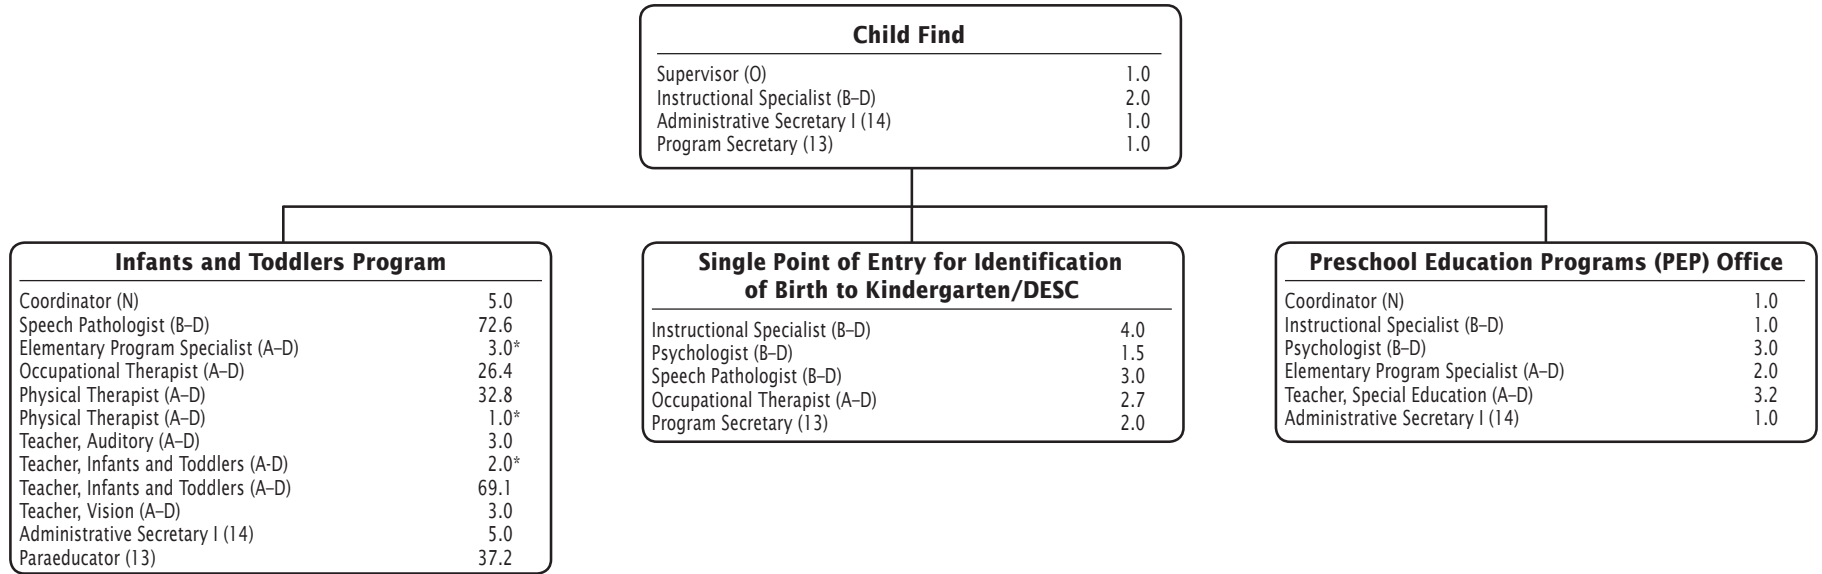 Child Find
Supervisor (O) 1.0
Instructional Specialist (B–D) 2.0
Administrative Secretary I (14) 1.0
Program Secretary (13) 1.0
Infants and Toddlers Program
Coordinator (N) 5.0
Speech Pathologist (B–D) 72.6
Elementary Program Specialist (A–D) 3.0*
Occupational Therapist (A–D) 26.4
Physical Therapist (A–D) 32.8
Physical Therapist (A–D) 1.0*
Teacher, Auditory (A–D) 3.0
Teacher, Infants and Toddlers (A-D) 2.0*
Teacher, Infants and Toddlers (A–D) 69.1
Teacher, Vision (A–D) 3.0
Administrative Secretary I (14) 5.0
Paraeducator (13) 37.2
Single Point of Entry for Identification
of Birth to Kindergarten/DESC
Instructional Specialist (B–D) 4.0
Psychologist (B–D) 1.5
Speech Pathologist (B–D) 3.0
Occupational Therapist (A–D) 2.7
Program Secretary (13) 2.0
Preschool Education Programs (PEP) Office
Coordinator (N) 1.0
Instructional Specialist (B–D) 1.0
Psychologist (B–D) 3.0
Elementary Program Specialist (A–D) 2.0
Teacher, Special Education (A–D) 3.2
Administrative Secretary I (14) 1.0